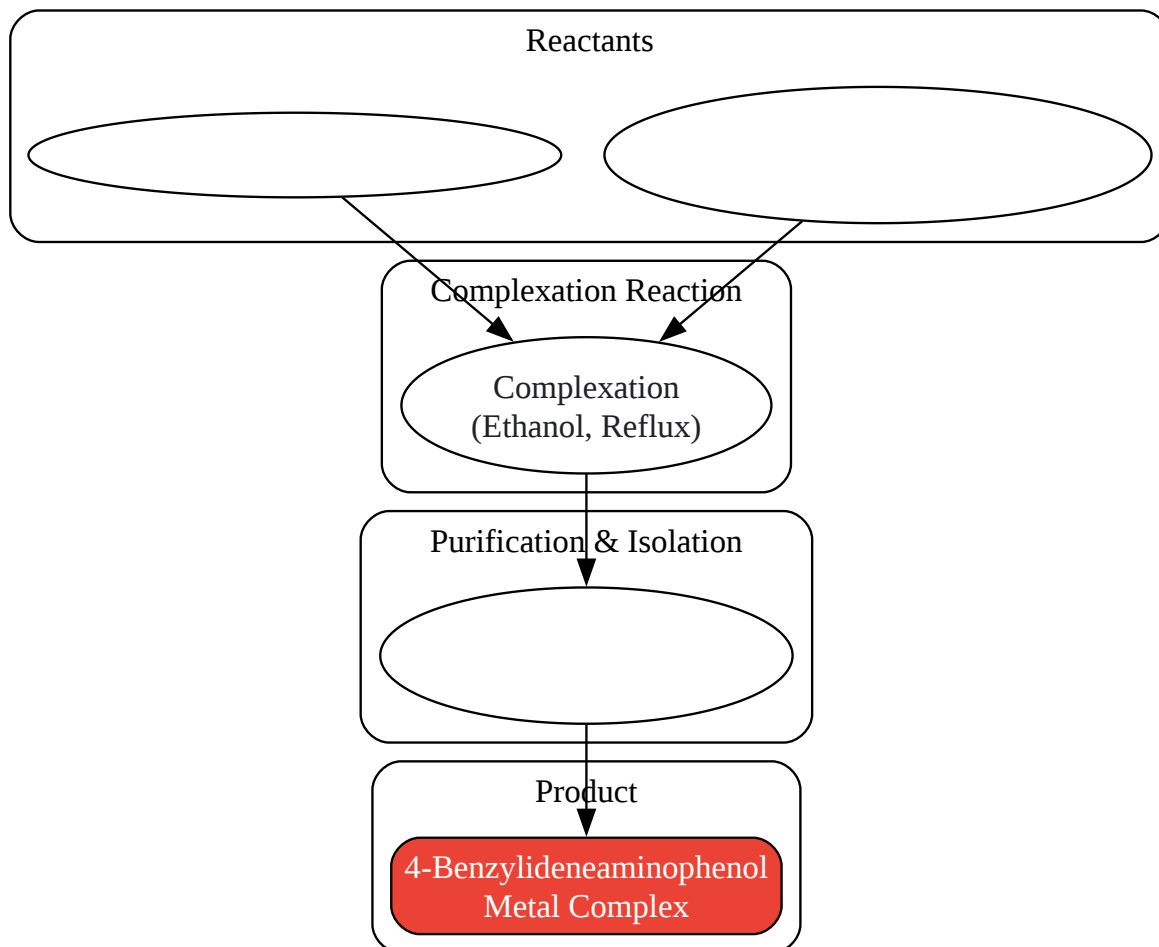 Reactants
Complexation Reaction
Complexation
(Ethanol, Reflux)
Purification & Isolation
Product
4-Benzylideneaminophenol
Metal Complex